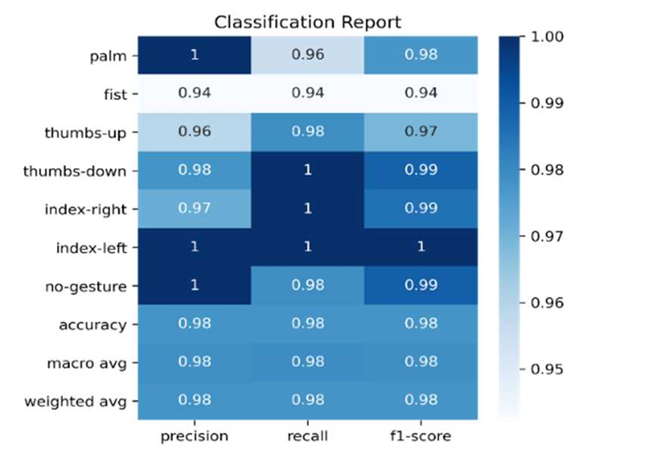 Classification Report
palm 1 0.96 0.98
fist 0.94 0.94 0.94
thumbs-up 0.96 0.98 0.97
thumbs-down 0.98 1 0.99
index-right 0.97 1 0.99
index-left 1 1 1
no-gesture 1 0.98 0.99
accuracy 0.98 0.98 0.98
macro avg 0.98 0.98 0.98
weighted avg 0.98 0.98 0.98
precision recall f1-score
1.00
0.99
0.98
0.97
0.96
0.95